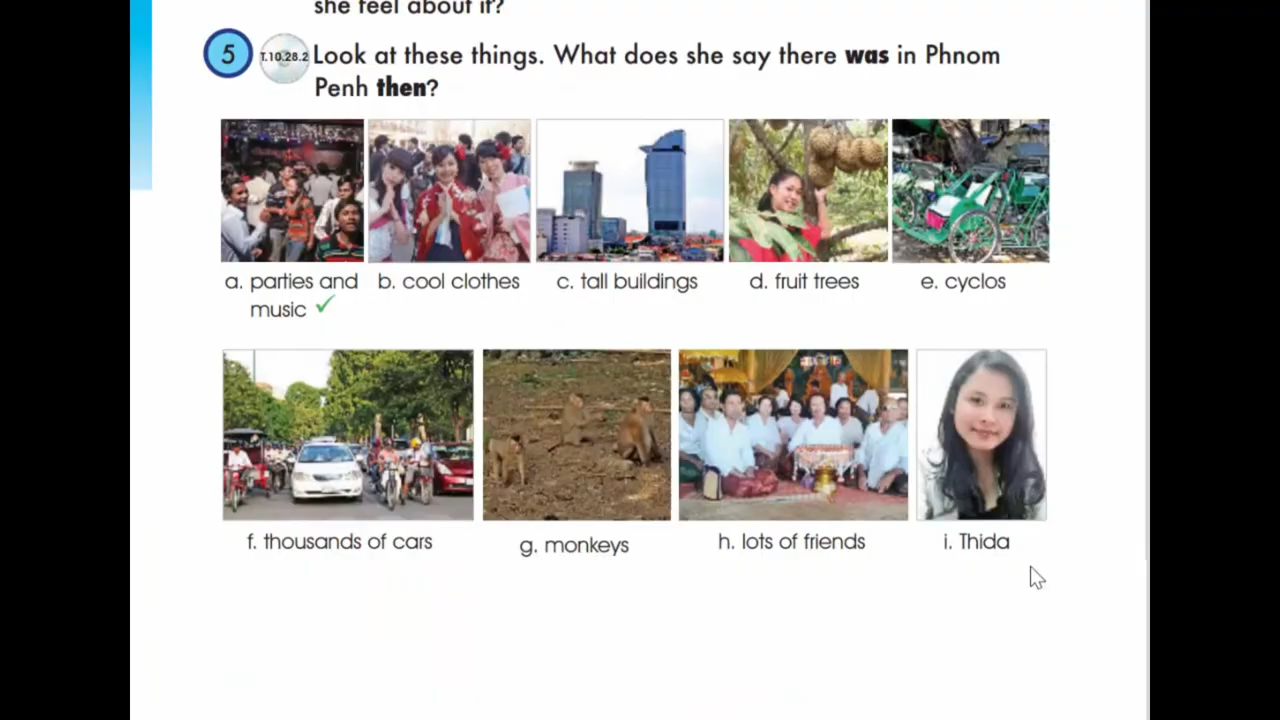 she feel about it?
5 T.10.28.2 Look at these things. What does she say there was in Phnom
Penh then?
a. parties and
music ✓
b. cool clothes
c. tall buildings
d. fruit trees
e. cyclos
f. thousands of cars
g. monkeys
h. lots of friends
i. Thida